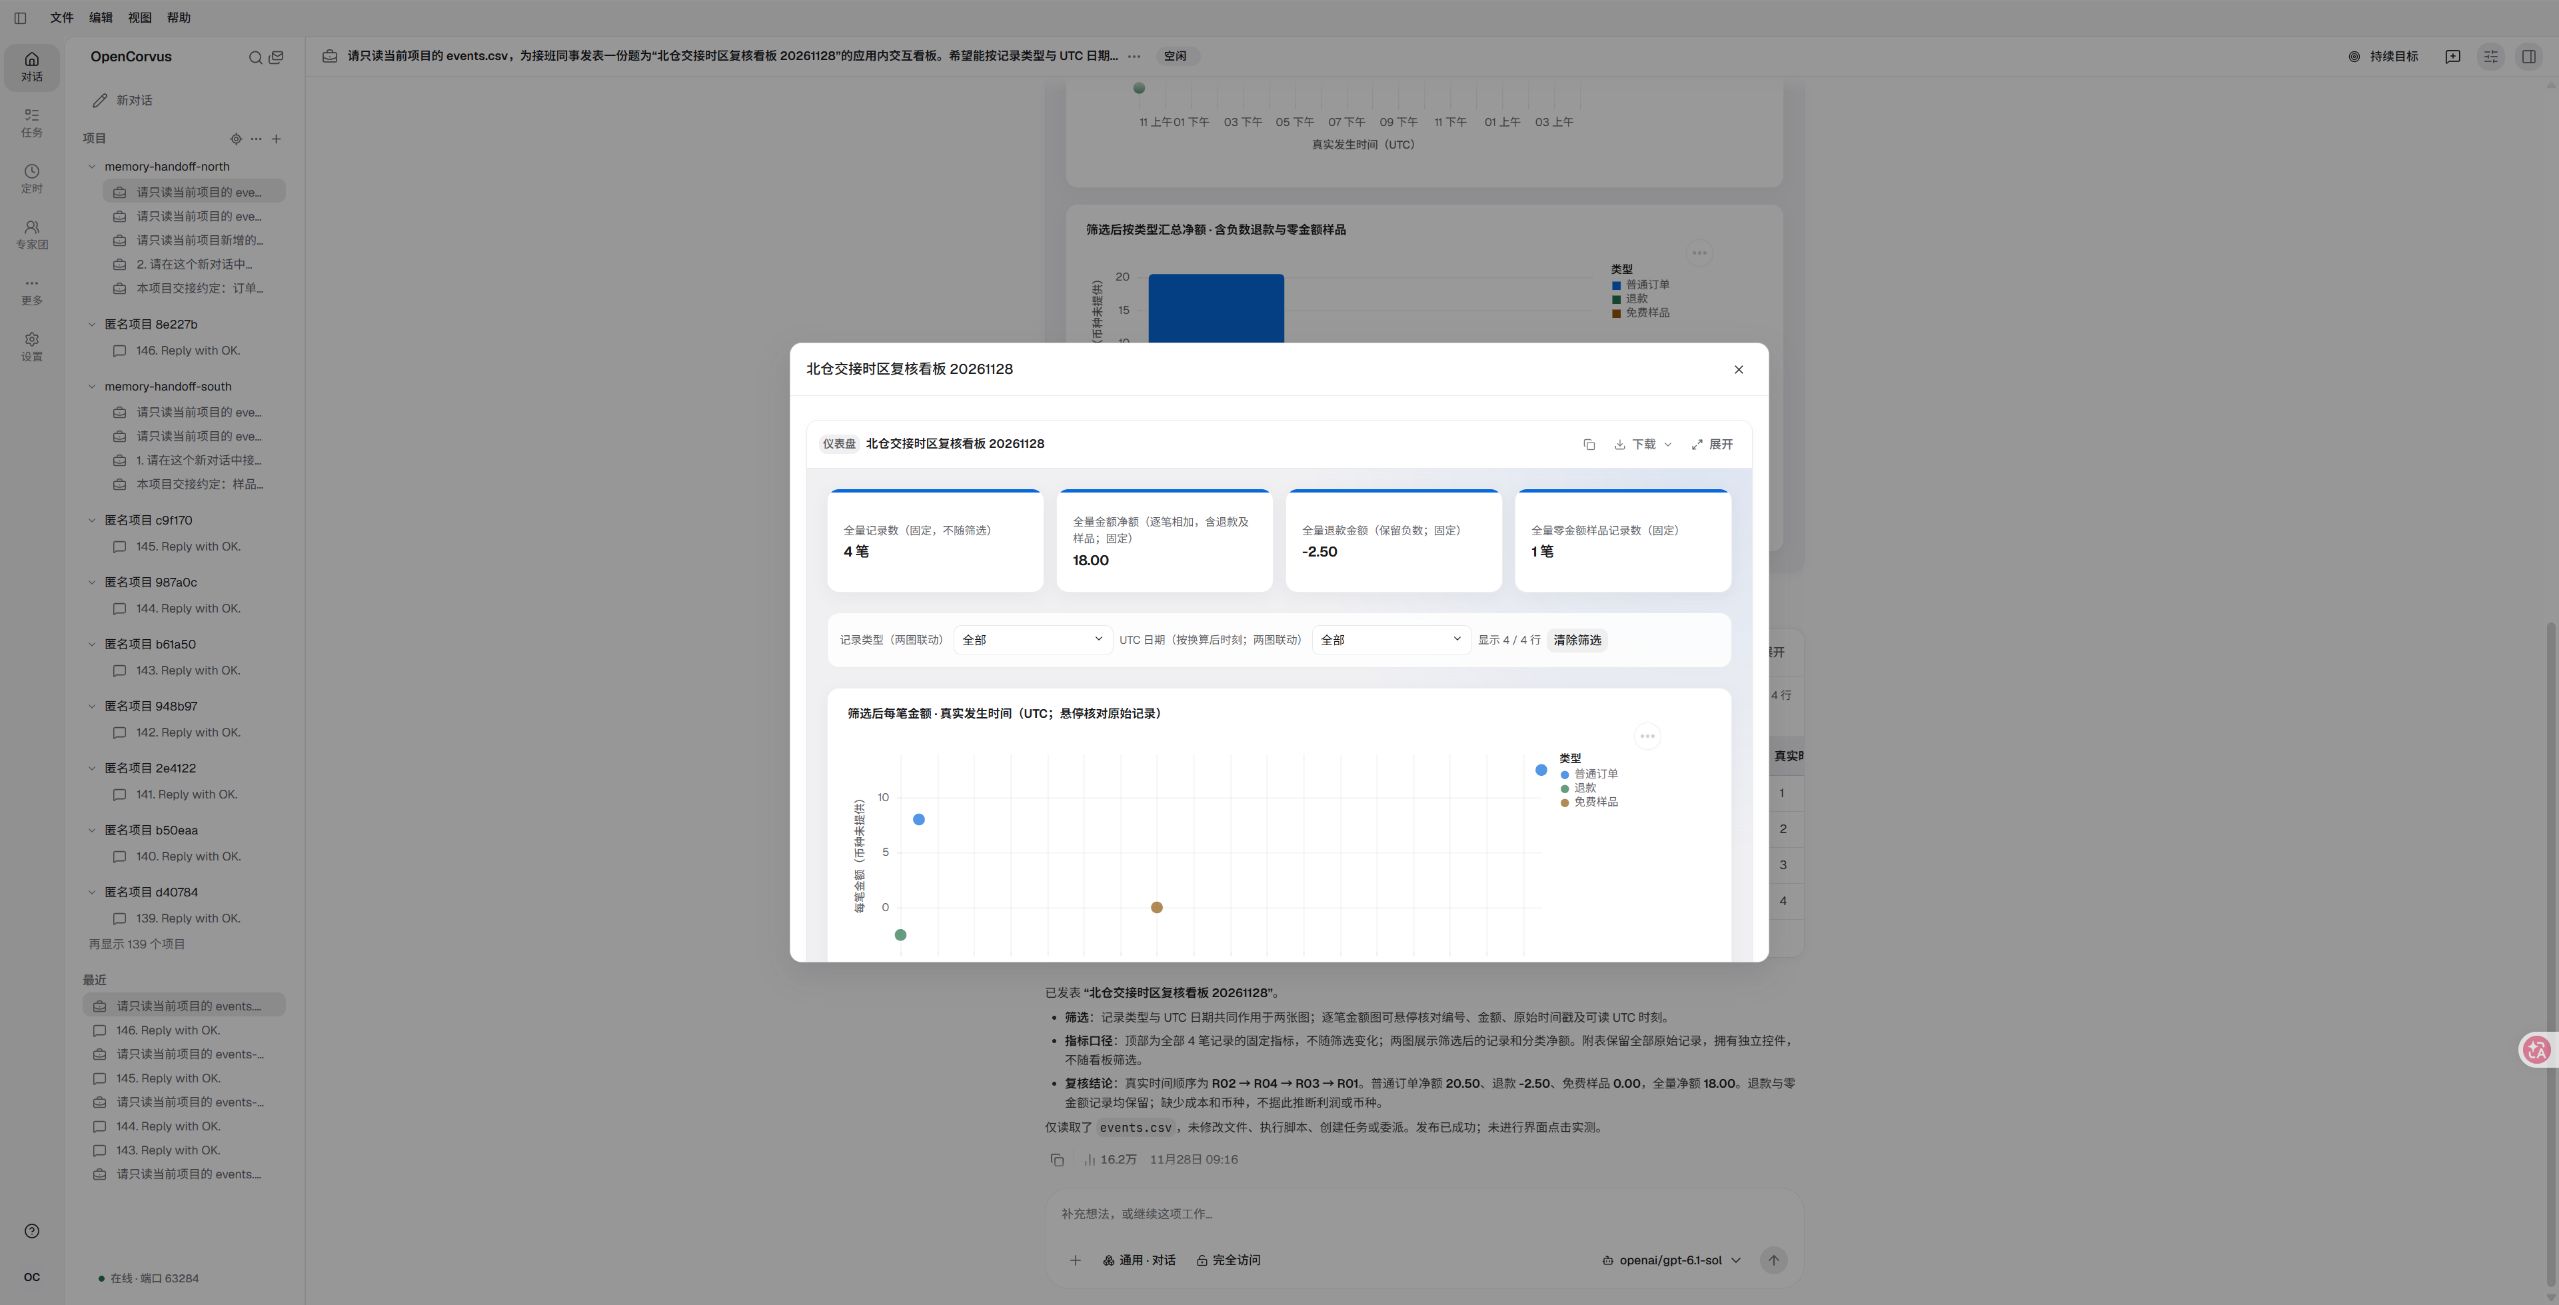 文件 编辑 视图 帮助
对话
任务
定时
专家团
更多
设置
OC
OpenCorvus
新对话
项目
memory-handoff-north
请只读当前项目的 eve...
请只读当前项目的 eve...
请只读当前项目新增的...
2. 请在这个新对话中...
本项目交接约定：订单...
匿名项目 8e227b
146. Reply with OK.
memory-handoff-south
请只读当前项目的 eve...
请只读当前项目的 eve...
1. 请在这个新对话中接...
本项目交接约定：样品...
匿名项目 c9f170
145. Reply with OK.
匿名项目 987a0c
144. Reply with OK.
匿名项目 b61a50
143. Reply with OK.
匿名项目 948b97
142. Reply with OK.
匿名项目 2e4122
141. Reply with OK.
匿名项目 b50eaa
140. Reply with OK.
匿名项目 d40784
139. Reply with OK.
再显示 139 个项目
最近
请只读当前项目的 events....
146. Reply with OK.
请只读当前项目的 events-...
145. Reply with OK.
请只读当前项目的 events-...
144. Reply with OK.
143. Reply with OK.
请只读当前项目的 events....
在线 · 端口 63284
请只读当前项目的 events.csv，为接班同事发表一份题为“北仓交接时区复核看板 20261128”的应用内交互看板。希望能按记录类型与 UTC 日期... 空闲
持续目标
11 上午 01 下午 03 下午 05 下午 07 下午 09 下午 11 下午 01 上午 03 上午
真实发生时间（UTC）
筛选后按类型汇总净额 · 含负数退款与零金额样品
20
15
10
（币种未提供）
类型
普通订单
退款
免费样品
北仓交接时区复核看板 20261128
仪表盘 北仓交接时区复核看板 20261128
下载 展开
全量记录数（固定，不随筛选）
4 笔
全量金额净额（逐笔相加，含退款及
样品；固定）
18.00
全量退款金额（保留负数；固定）
-2.50
全量零金额样品记录数（固定）
1 笔
记录类型（两图联动） 全部 UTC 日期（按换算后时刻；两图联动） 全部 显示 4 / 4 行 清除筛选
筛选后每笔金额 · 真实发生时间（UTC；悬停核对原始记录）
10
5
0
每笔金额（币种未提供）
类型
普通订单
退款
免费样品
开
4 行
真实
1
2
3
4
已发表 “北仓交接时区复核看板 20261128”。
筛选：记录类型与 UTC 日期共同作用于两张图；逐笔金额图可悬停核对编号、金额、原始时间戳及可读 UTC 时刻。
指标口径：顶部为全部 4 笔记录的固定指标，不随筛选变化；两图展示筛选后的记录和分类净额。附表保留全部原始记录，拥有独立控件，
不随看板筛选。
复核结论：真实时间顺序为 R02 → R04 → R03 → R01。普通订单净额 20.50、退款 -2.50、免费样品 0.00，全量净额 18.00。退款与零
金额记录均保留；缺少成本和币种，不据此推断利润或币种。
仅读取了 events.csv，未修改文件、执行脚本、创建任务或委派。发布已成功；未进行界面点击实测。
16.2万 11月28日 09:16
补充想法，或继续这项工作...
通用 · 对话 完全访问
openai/gpt-6.1-sol